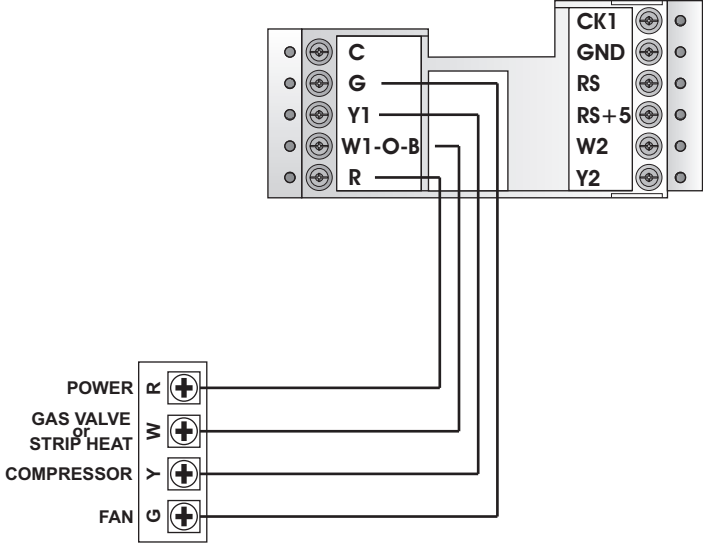 C
G
Y1
W1-O-B
R
CK1
GND
RS
RS+5
W2
Y2
POWER R
GAS VALVE
or
STRIP HEAT
W
COMPRESSOR Y
FAN G